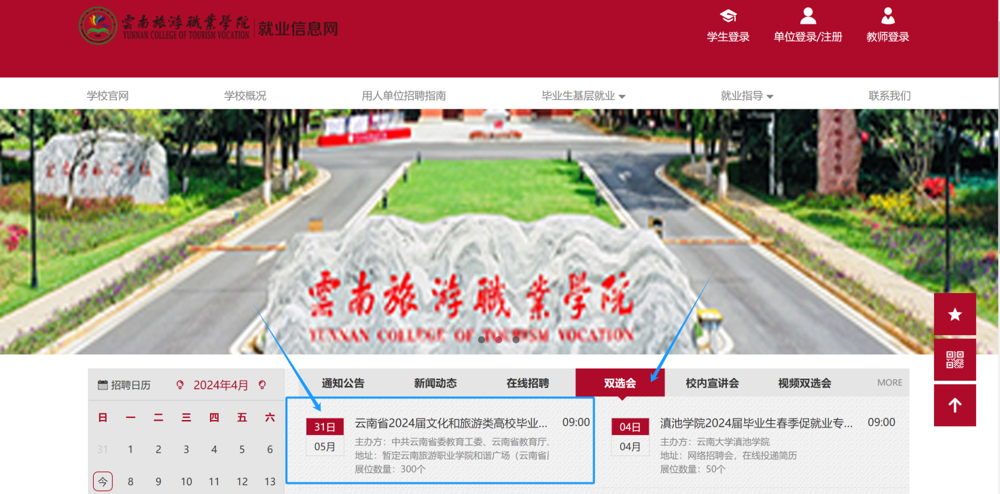 雲南旅游職業學院
YUNNAN COLLEGE OF TOURISM VOCATION
就业信息网
学生登录 单位登录/注册 教师登录
学校官网 学校概况 用人单位招聘指南 毕业生基层就业 就业指导 联系我们
雲南旅游職業學院
雲南旅游職業學院
YUNNAN COLLEGE OF TOURISM VOCATION
招聘日历 2024年4月
日 一 二 三 四 五 六
31 1 2 3 4 5 6
今 8 9 10 11 12 13
通知公告 新闻动态 在线招聘 双选会 校内宣讲会 视频双选会 MORE
31日
05月
云南省2024届文化和旅游类高校毕业... 09:00
主办方：中共云南省委教育工委、云南省教育厅、
地址：暂定云南旅游职业学院和谐广场（云南省
展位数量：300个
04日
04月
滇池学院2024届毕业生春季促就业专... 09:00
主办方：云南大学滇池学院
地址：网络招聘会，在线投递简历
展位数量：50个